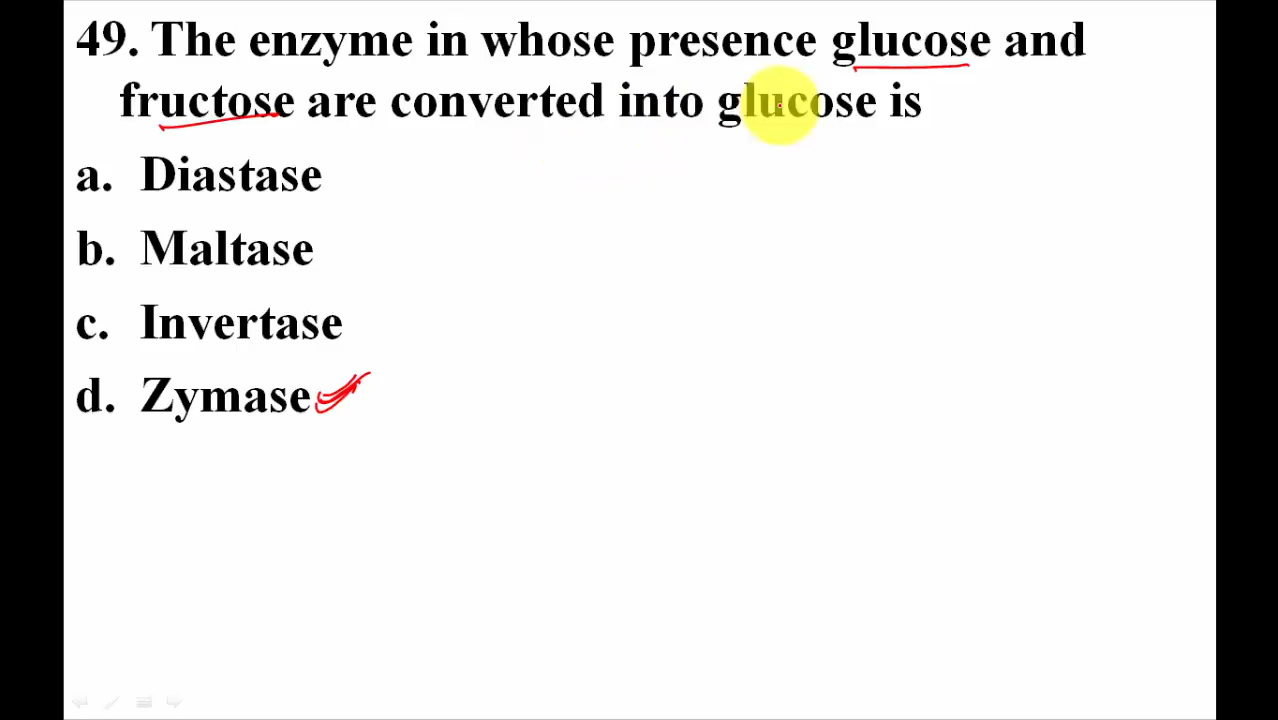 49. The enzyme in whose presence glucose and
fructose are converted into glucose is
a. Diastase
b. Maltase
c. Invertase
d. Zymase